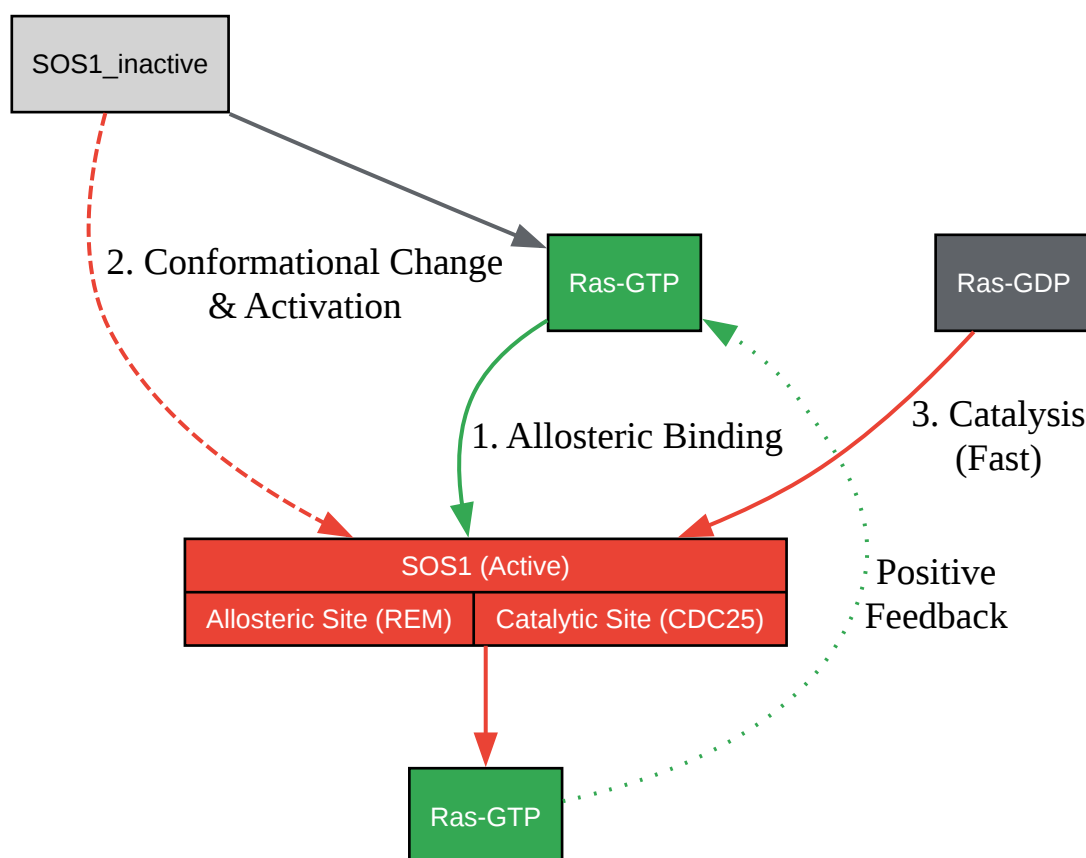 SOS1_inactive
2. Conformational Change
& Activation
Ras-GTP
Ras-GDP
1. Allosteric Binding
3. Catalysis
(Fast)
SOS1 (Active)
Allosteric Site (REM)
Catalytic Site (CDC25)
Positive
Feedback
Ras-GTP